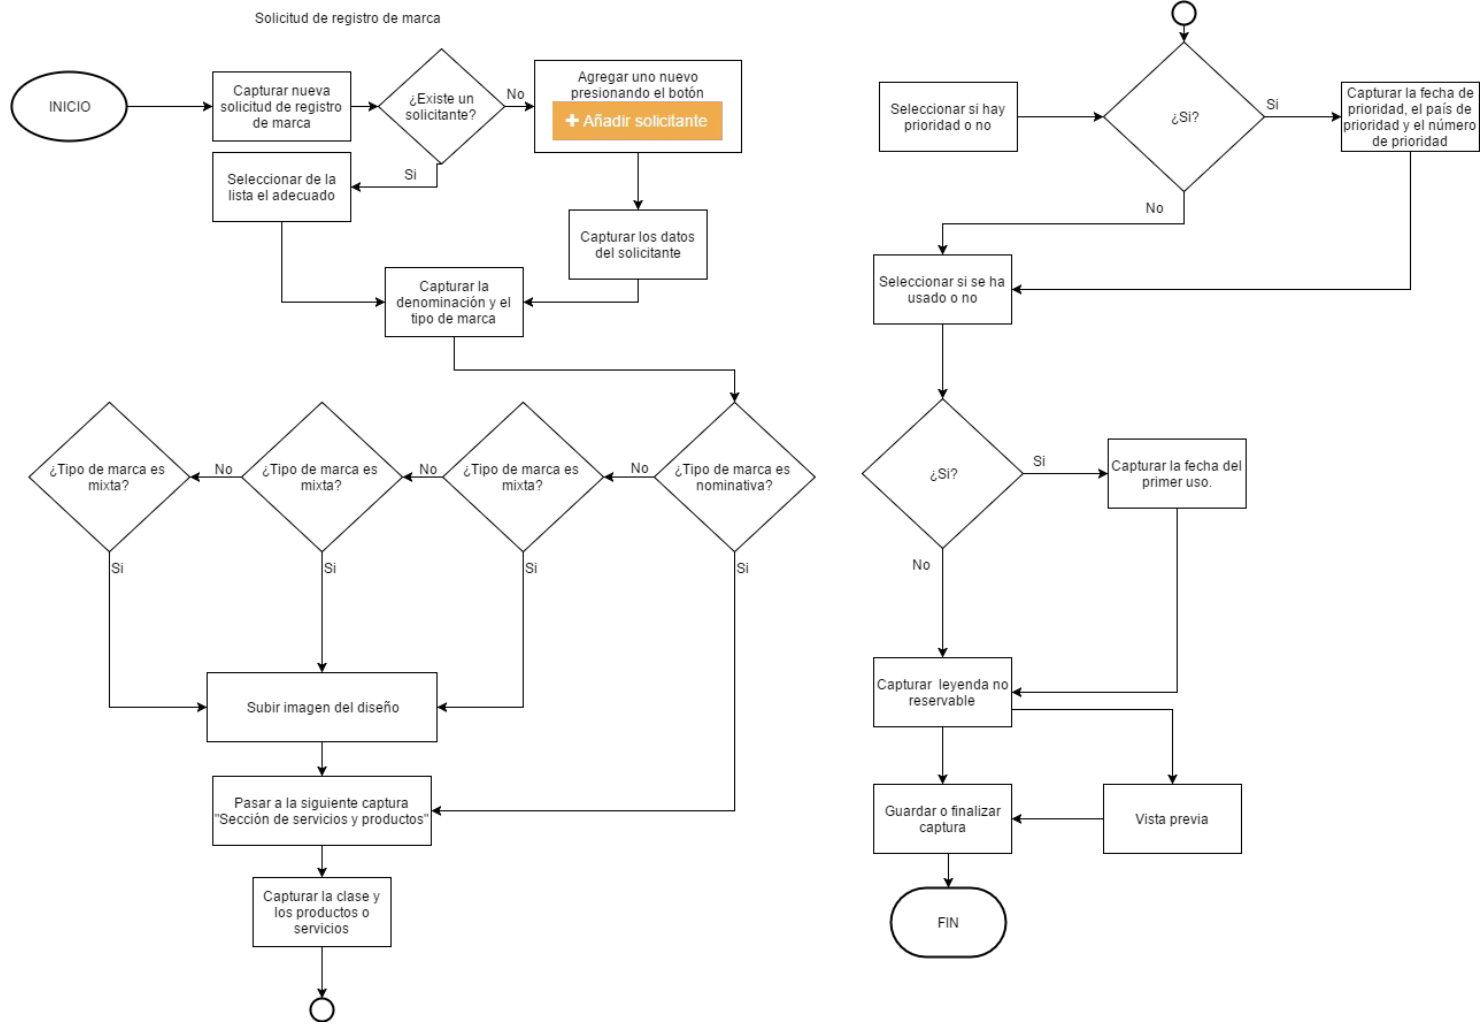 Solicitud de registro de marca
INICIO
Capturar nueva
solicitud de registro
de marca
¿Existe un
solicitante?
No
Agregar uno nuevo
presionando el botón
+ Añadir solicitante
Si
Seleccionar de la
lista el adecuado
Capturar los datos
del solicitante
Capturar la
denominación y el
tipo de marca
¿Tipo de marca es
mixta?
No
¿Tipo de marca es
mixta?
No
¿Tipo de marca es
mixta?
No
¿Tipo de marca es
nominativa?
Si
Si
Si
Si
Subir imagen del diseño
Pasar a la siguiente captura
"Sección de servicios y productos"
Capturar la clase y
los productos o
servicios
Seleccionar si hay
prioridad o no
¿Si?
Si
Capturar la fecha de
prioridad, el país de
prioridad y el número
de prioridad
No
Seleccionar si se ha
usado o no
¿Si?
Si
Capturar la fecha del
primer uso.
No
Capturar leyenda no
reservable
Guardar o finalizar
captura
Vista previa
FIN